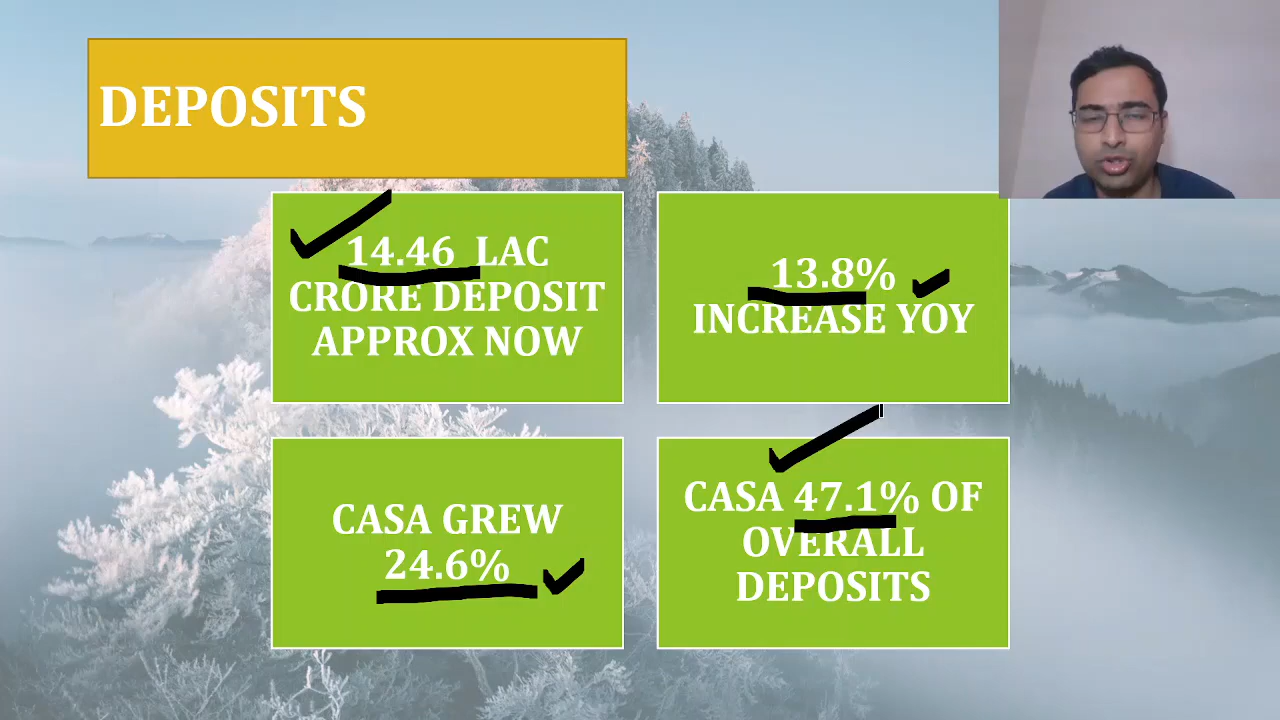 DEPOSITS
14.46 LAC
CRORE DEPOSIT
APPROX NOW
13.8%
INCREASE YOY
CASA GREW
24.6%
CASA 47.1% OF
OVERALL
DEPOSITS